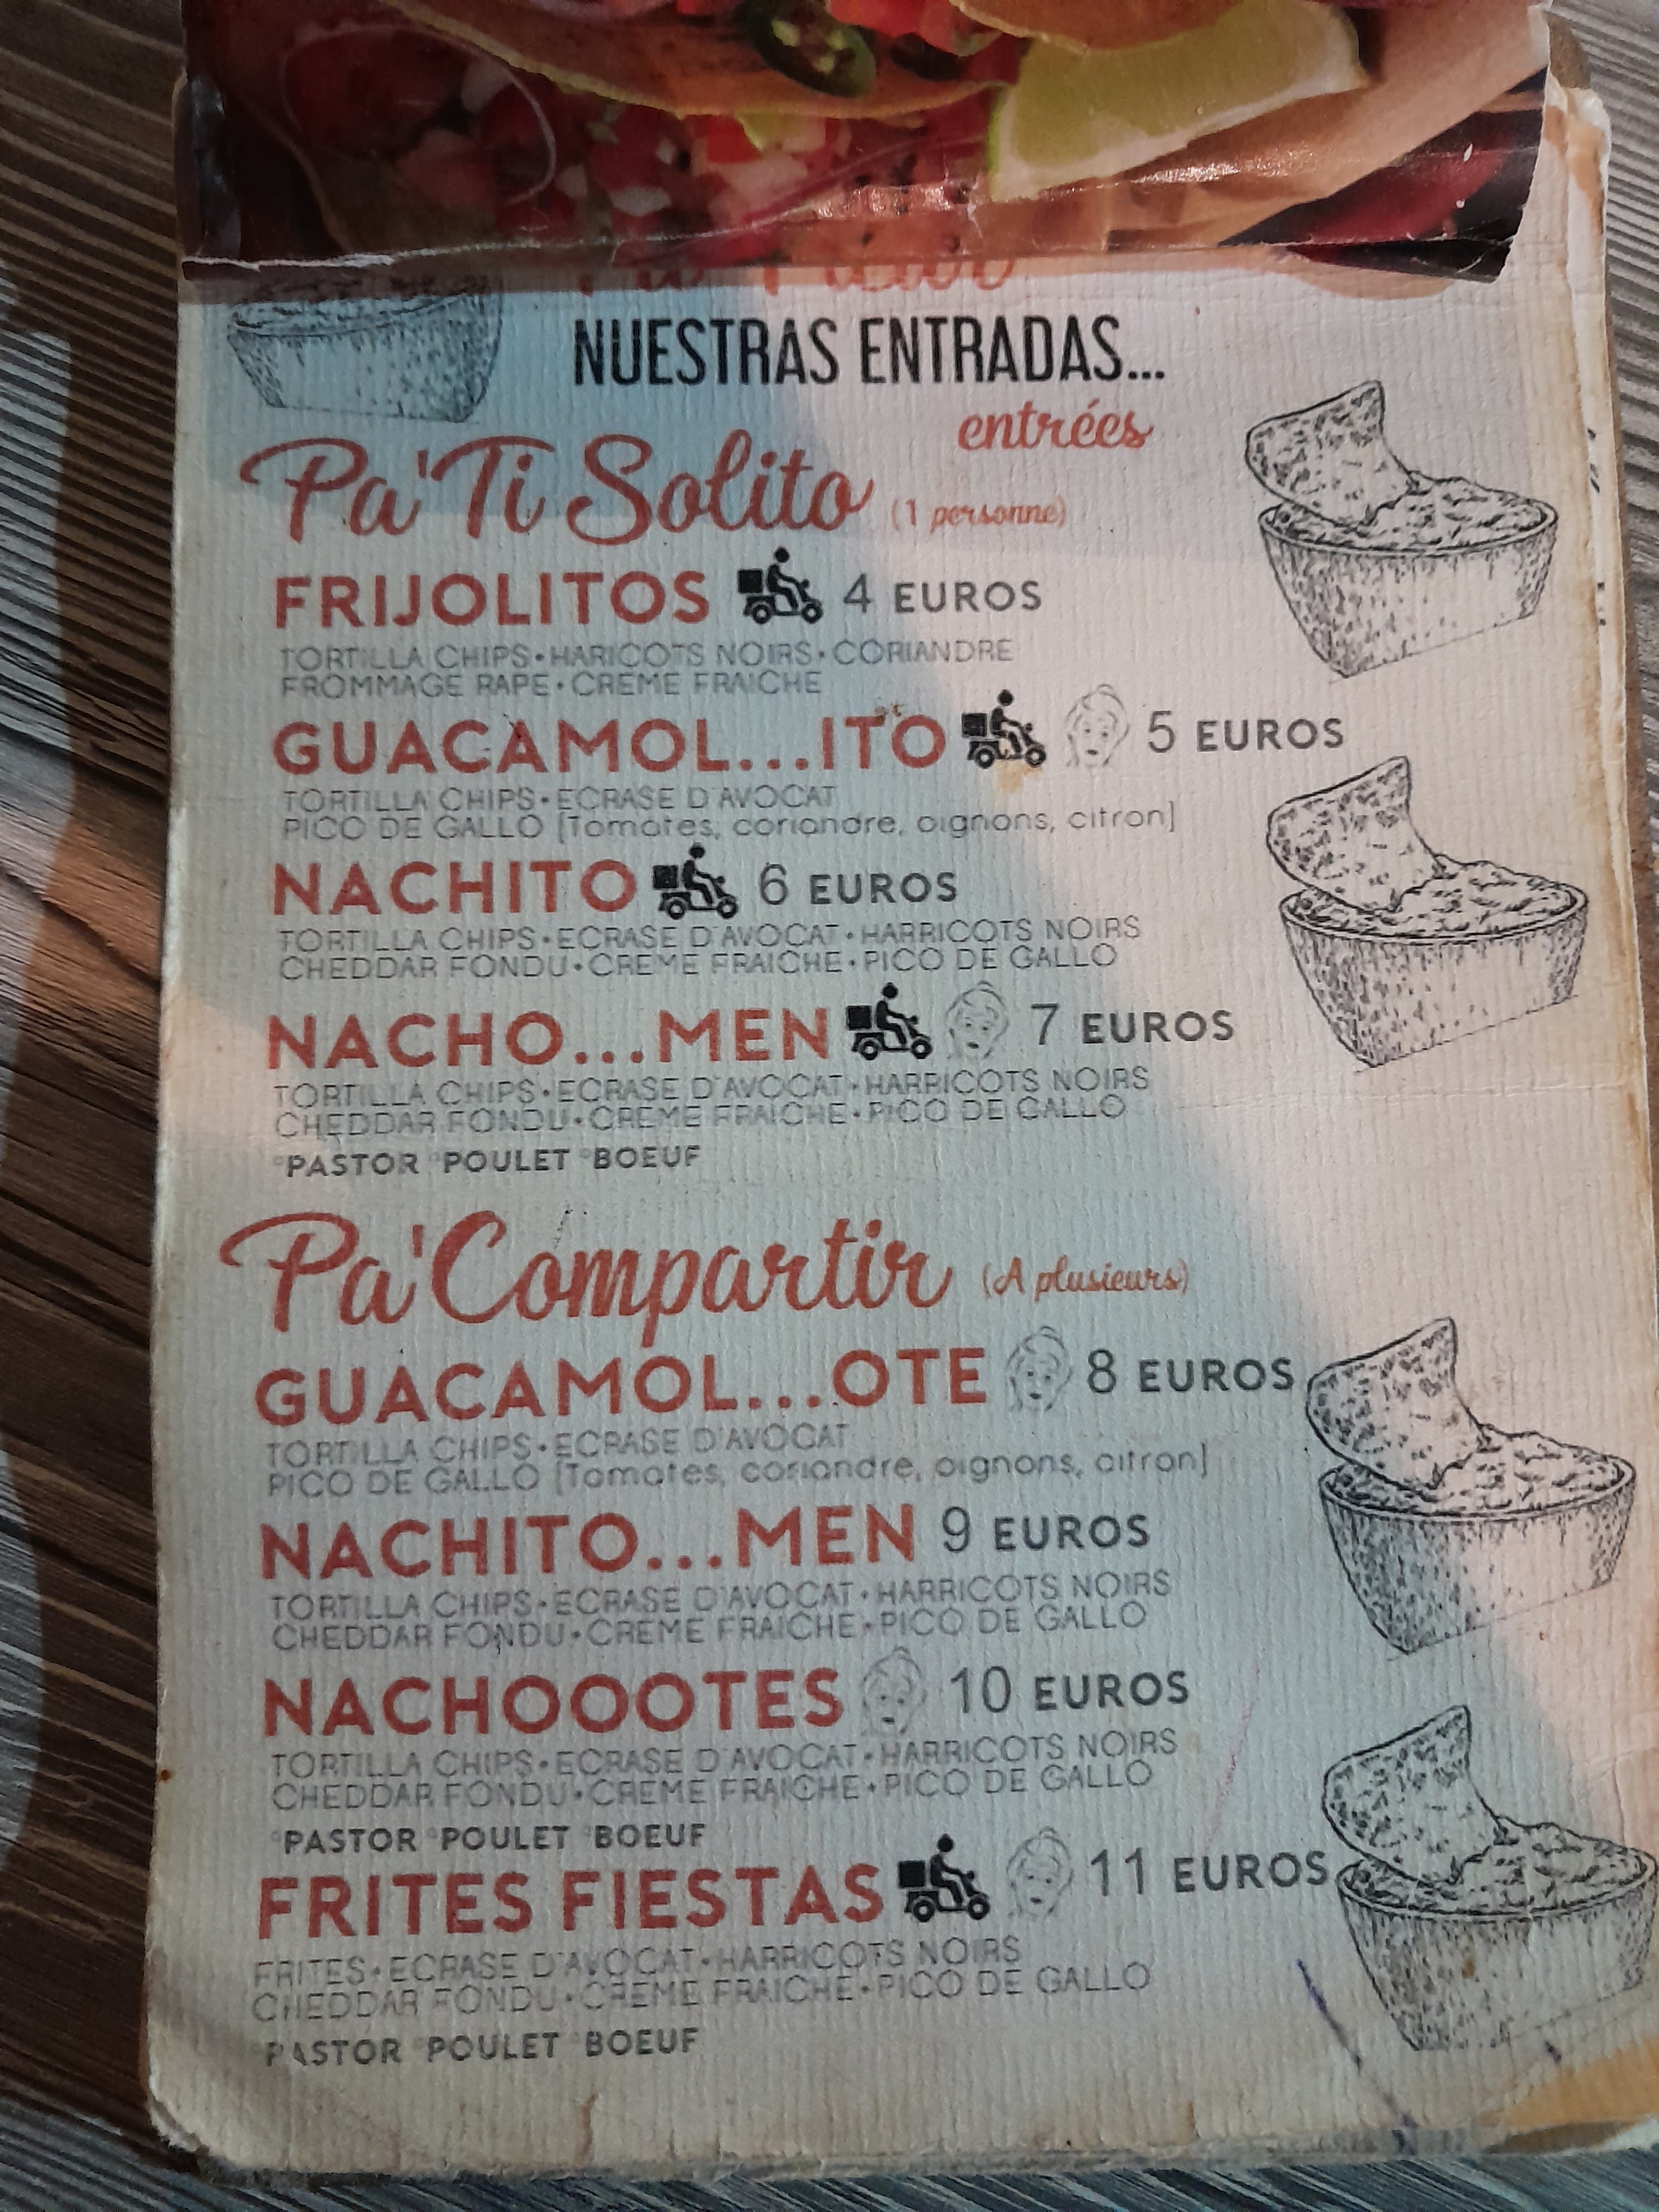 NUESTRAS ENTRADAS...
entrées
Pa'Ti Solito (1 personne)
FRIJOLITOS 4 EUROS
TORTILLA CHIPS•HARICOTS NOIRS•CORIANDRE
FROMMAGE RAPE•CREME FRAICHE
GUACAMOL...ITO 5 EUROS
TORTILLA CHIPS•ECRASE D'AVOCAT
PICO DE GALLO [Tomates, coriandre, oignons, citron]
NACHITO 6 EUROS
TORTILLA CHIPS•ECRASE D'AVOCAT•HARRICOTS NOIRS
CHEDDAR FONDU•CREME FRAICHE•PICO DE GALLO
NACHO...MEN 7 EUROS
TORTILLA CHIPS•ECRASE D'AVOCAT•HARRICOTS NOIRS
CHEDDAR FONDU•CREME FRAICHE•PICO DE GALLO
°PASTOR °POULET °BOEUF
Pa'Compartir (A plusieurs)
GUACAMOL...OTE 8 EUROS
TORTILLA CHIPS•ECRASE D'AVOCAT
PICO DE GALLO [Tomates, coriandre, oignons, citron]
NACHITO...MEN 9 EUROS
TORTILLA CHIPS•ECRASE D'AVOCAT•HARRICOTS NOIRS
CHEDDAR FONDU•CREME FRAICHE•PICO DE GALLO
NACHOOOTES 10 EUROS
TORTILLA CHIPS•ECRASE D'AVOCAT•HARRICOTS NOIRS
CHEDDAR FONDU•CREME FRAICHE•PICO DE GALLO
°PASTOR °POULET °BOEUF
FRITES FIESTAS 11 EUROS
FRITES•ECRASE D'AVOCAT•HARRICOTS NOIRS
CHEDDAR FONDU•CREME FRAICHE•PICO DE GALLO
PASTOR °POULET °BOEUF